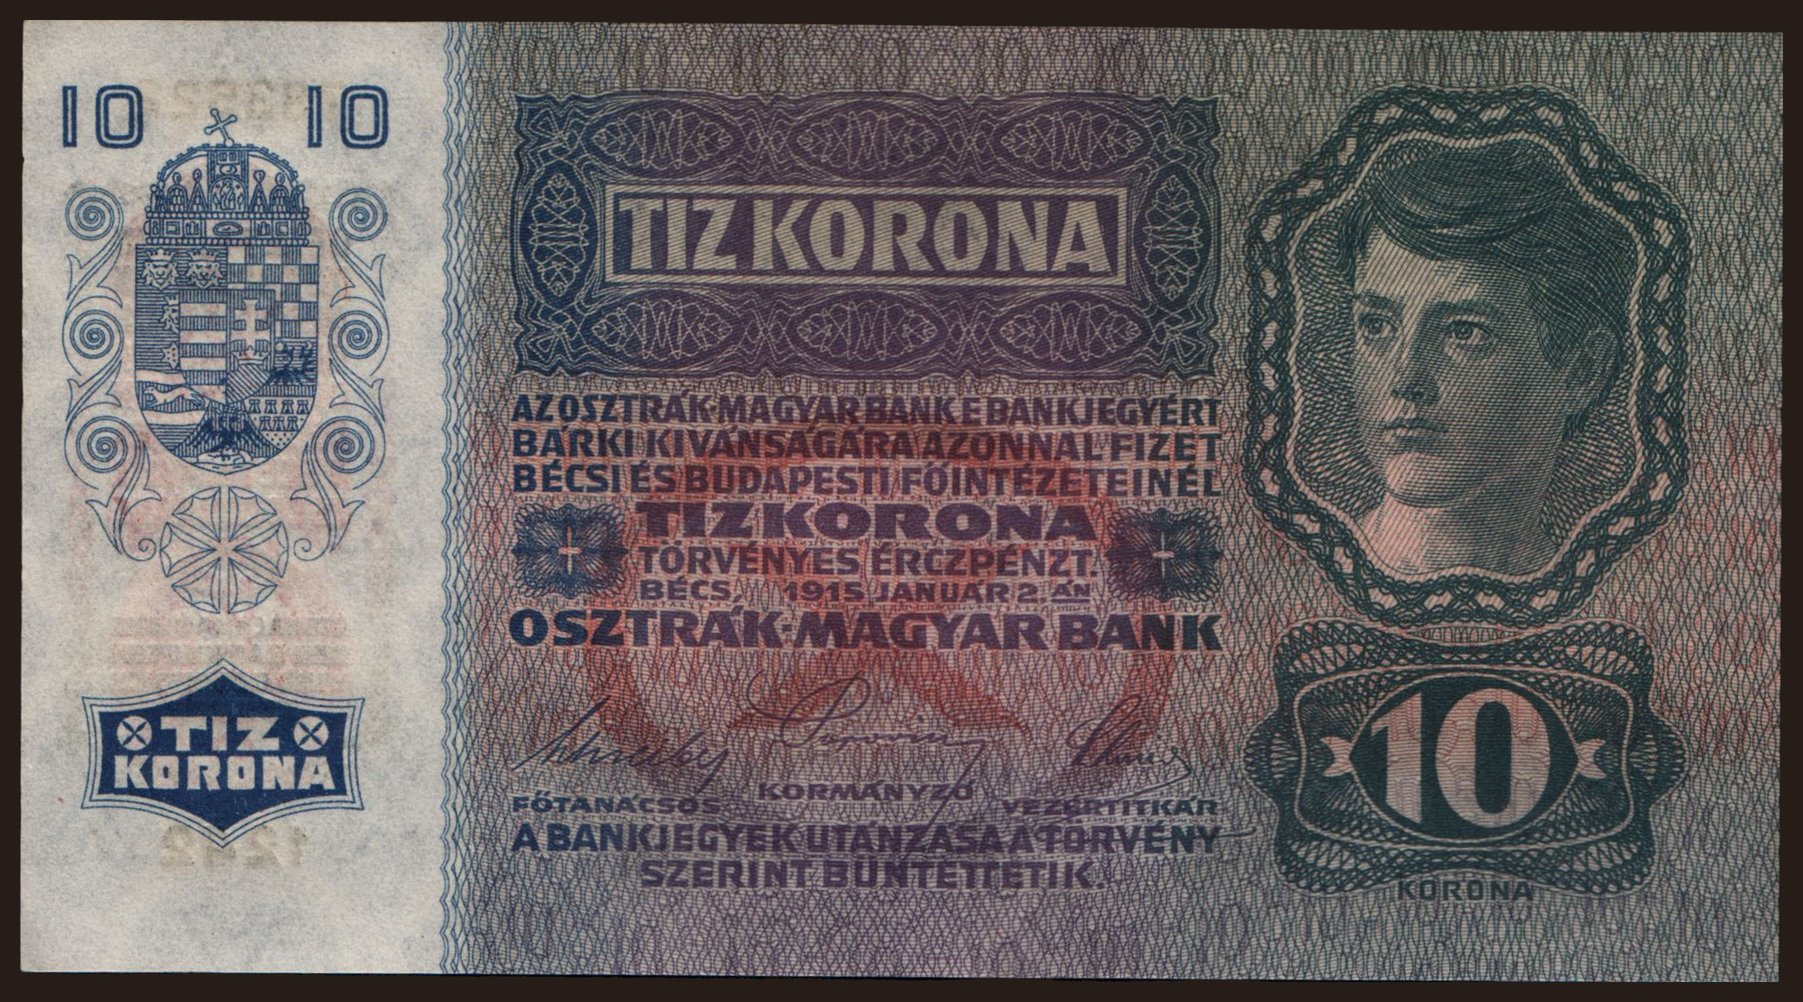 10 10
TIZ KORONA
AZ OSZTRÁK-MAGYAR BANK E BANKJEGYÉRT
BÁRKI KIVÁNSÁGÁRA AZONNAL FIZET
BÉCSI ÉS BUDAPESTI FŐINTÉZETEINÉL
TIZ KORONA
TÖRVÉNYES ÉRCZPÉNZT.
BÉCS, 1915 JANUÁR 2.ÁN
OSZTRÁK-MAGYAR BANK
FŐTANÁCSOS KORMÁNYZÓ VEZÉRTITKÁR
A BANKJEGYEK UTÁNZÁSA A TÖRVÉNY
SZERINT BÜNTETTETIK.
TIZ
KORONA
10
KORONA